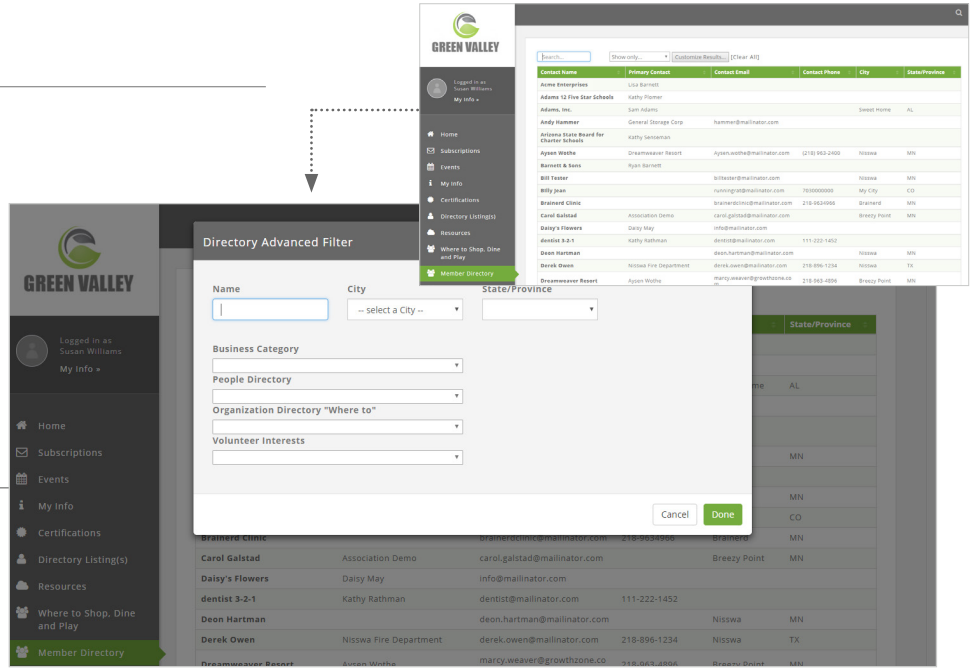 GREEN VALLEY
Logged in as
Susan Williams
My Info »
Home
Subscriptions
Events
My Info
Certifications
Directory Listing(s)
Resources
Where to Shop, Dine
and Play
Member Directory
Search... Show only... Customize Results... [Clear All]
Contact Name Primary Contact Contact Email Contact Phone City State/Province
Acme Enterprises Lisa Barnett
Adams 12 Five Star Schools Kathy Plomer
Adams, Inc. Sam Adams Sweet Home AL
Andy Hammer General Storage Corp hammer@mailinator.com
Arizona State Board for
Charter Schools Kathy Senseman
Aysen Wothe Dreamweaver Resort Aysen.wothe@mailinator.com (218) 963-2400 Nisswa MN
Barnett & Sons Ryan Barnett
Bill Tester billtester@mailinator.com Nisswa MN
Billy Jean runningrat@mailinator.com 7030000000 My City CO
Brainerd Clinic brainerdclinic@mailinator.com 218-9634966 Brainerd MN
Carol Galstad Association Demo carol.galstad@mailinator.com Breezy Point MN
Daisy's Flowers Daisy May info@mailinator.com
dentist 3-2-1 Kathy Rathman dentist@mailinator.com 111-222-1452
Deon Hartman deon.hartman@mailinator.com Nisswa MN
Derek Owen Nisswa Fire Department derek.owen@mailinator.com 218-896-1234 Nisswa TX
Dreamweaver Resort Aysen Wothe marcy.weaver@growthzone.co
m 218-963-4896 Breezy Point MN
GREEN VALLEY
Logged in as
Susan Williams
My Info »
Home
Subscriptions
Events
My Info
Certifications
Directory Listing(s)
Resources
Where to Shop, Dine
and Play
Member Directory
Directory Advanced Filter
Name City State/Province
-- select a City --
Business Category
People Directory
Organization Directory "Where to"
Volunteer Interests
Cancel Done
State/Province
me AL
MN
MN
CO
Brainerd Clinic brainerdclinic@mailinator.com 218-9634966 Brainerd MN
Carol Galstad Association Demo carol.galstad@mailinator.com Breezy Point MN
Daisy's Flowers Daisy May info@mailinator.com
dentist 3-2-1 Kathy Rathman dentist@mailinator.com 111-222-1452
Deon Hartman deon.hartman@mailinator.com Nisswa MN
Derek Owen Nisswa Fire Department derek.owen@mailinator.com 218-896-1234 Nisswa TX
Dreamweaver Resort Aysen Wothe marcy.weaver@growthzone.co 218-963-4896 Breezy Point MN